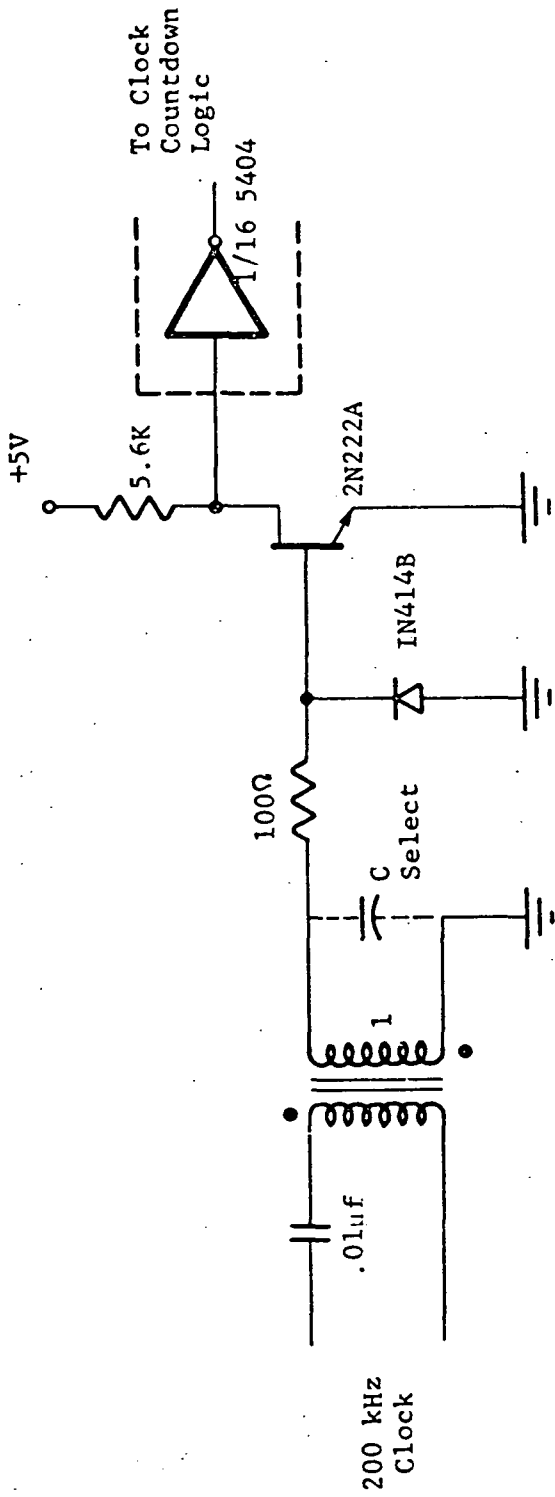 200 kHz
Clock
.01uf
1
C
Select
100Ω
IN414B
+5V
5.6K
2N222A
1/16 5404
To Clock
Countdown
Logic